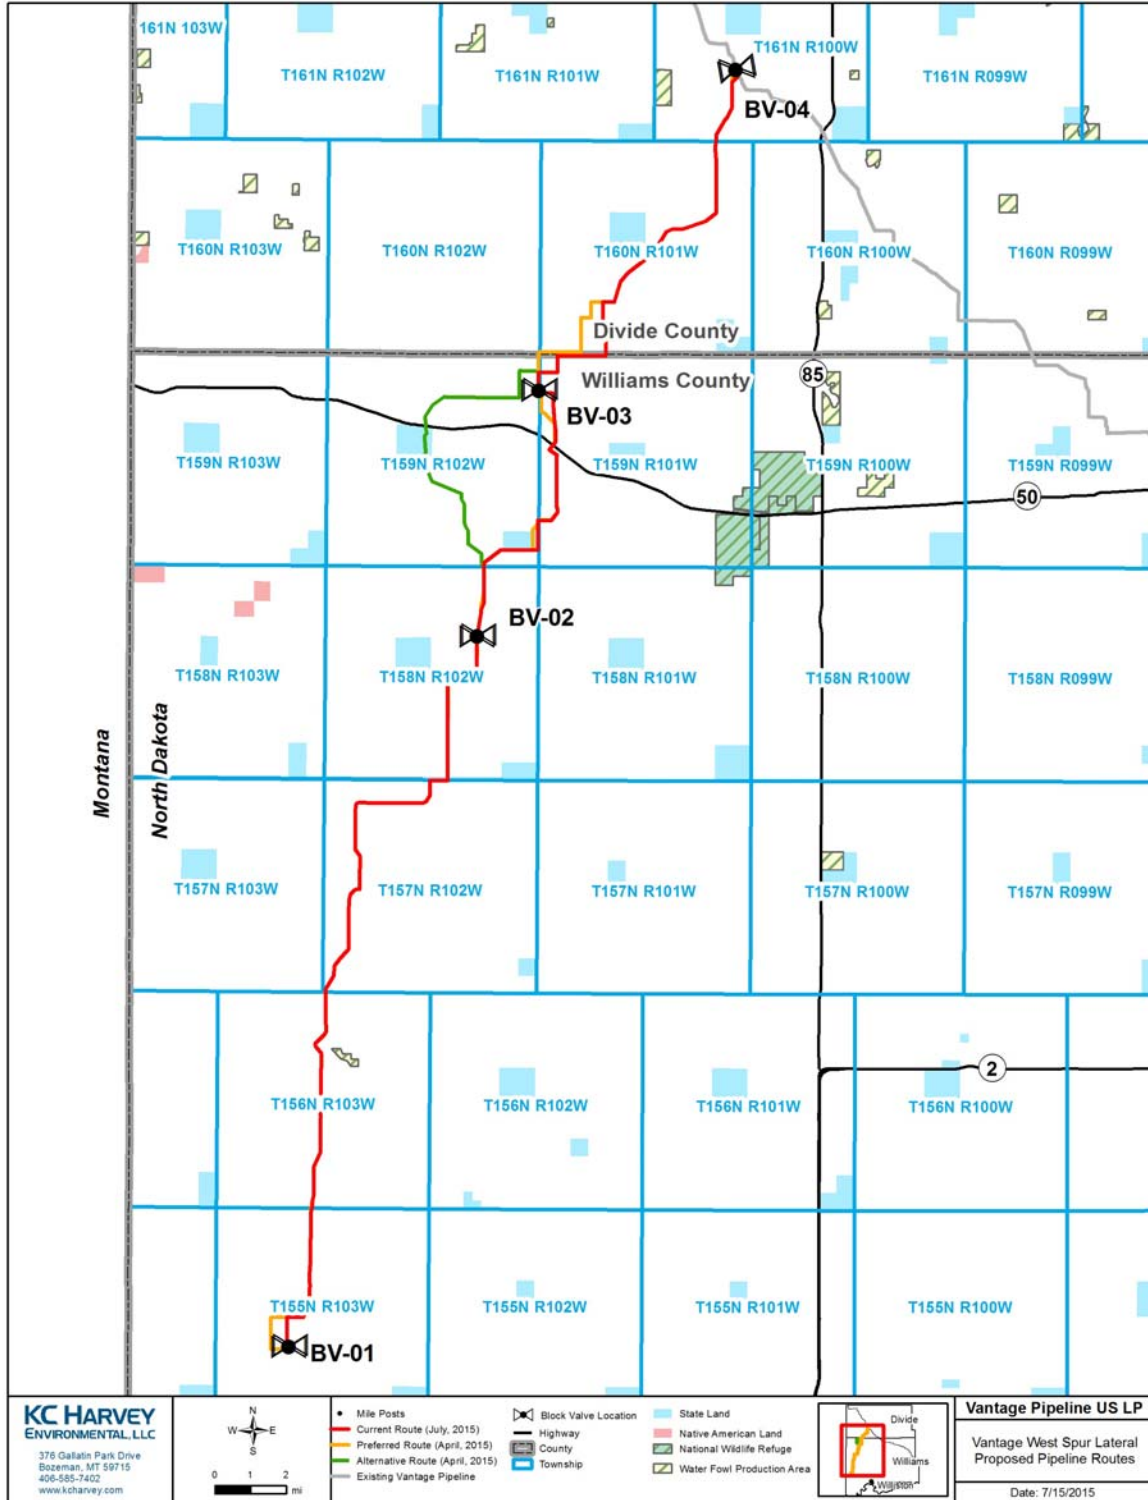 161N 103W
T161N R102W
T161N R101W
T161N R100W
T161N R099W
BV-04
T160N R103W
T160N R102W
T160N R101W
T160N R100W
T160N R099W
Divide County
Williams County
85
BV-03
T159N R103W
T159N R102W
T159N R101W
T159N R100W
T159N R099W
50
BV-02
T158N R103W
T158N R102W
T158N R101W
T158N R100W
T158N R099W
Montana
North Dakota
T157N R103W
T157N R102W
T157N R101W
T157N R100W
T157N R099W
2
T156N R103W
T156N R102W
T156N R101W
T156N R100W
T155N R103W
T155N R102W
T155N R101W
T155N R100W
BV-01
KC HARVEY
ENVIRONMENTAL, LLC
376 Gallatin Park Drive
Bozeman, MT 59715
406-585-7402
www.kcharvey.com
N
W E
S
0 1 2
mi
Mile Posts
Current Route (July, 2015)
Preferred Route (April, 2015)
Alternative Route (April, 2015)
Existing Vantage Pipeline
Block Valve Location
Highway
County
Township
State Land
Native American Land
National Wildlife Refuge
Water Fowl Production Area
Divide
Williams
Williston
Vantage Pipeline US LP
Vantage West Spur Lateral
Proposed Pipeline Routes
Date: 7/15/2015